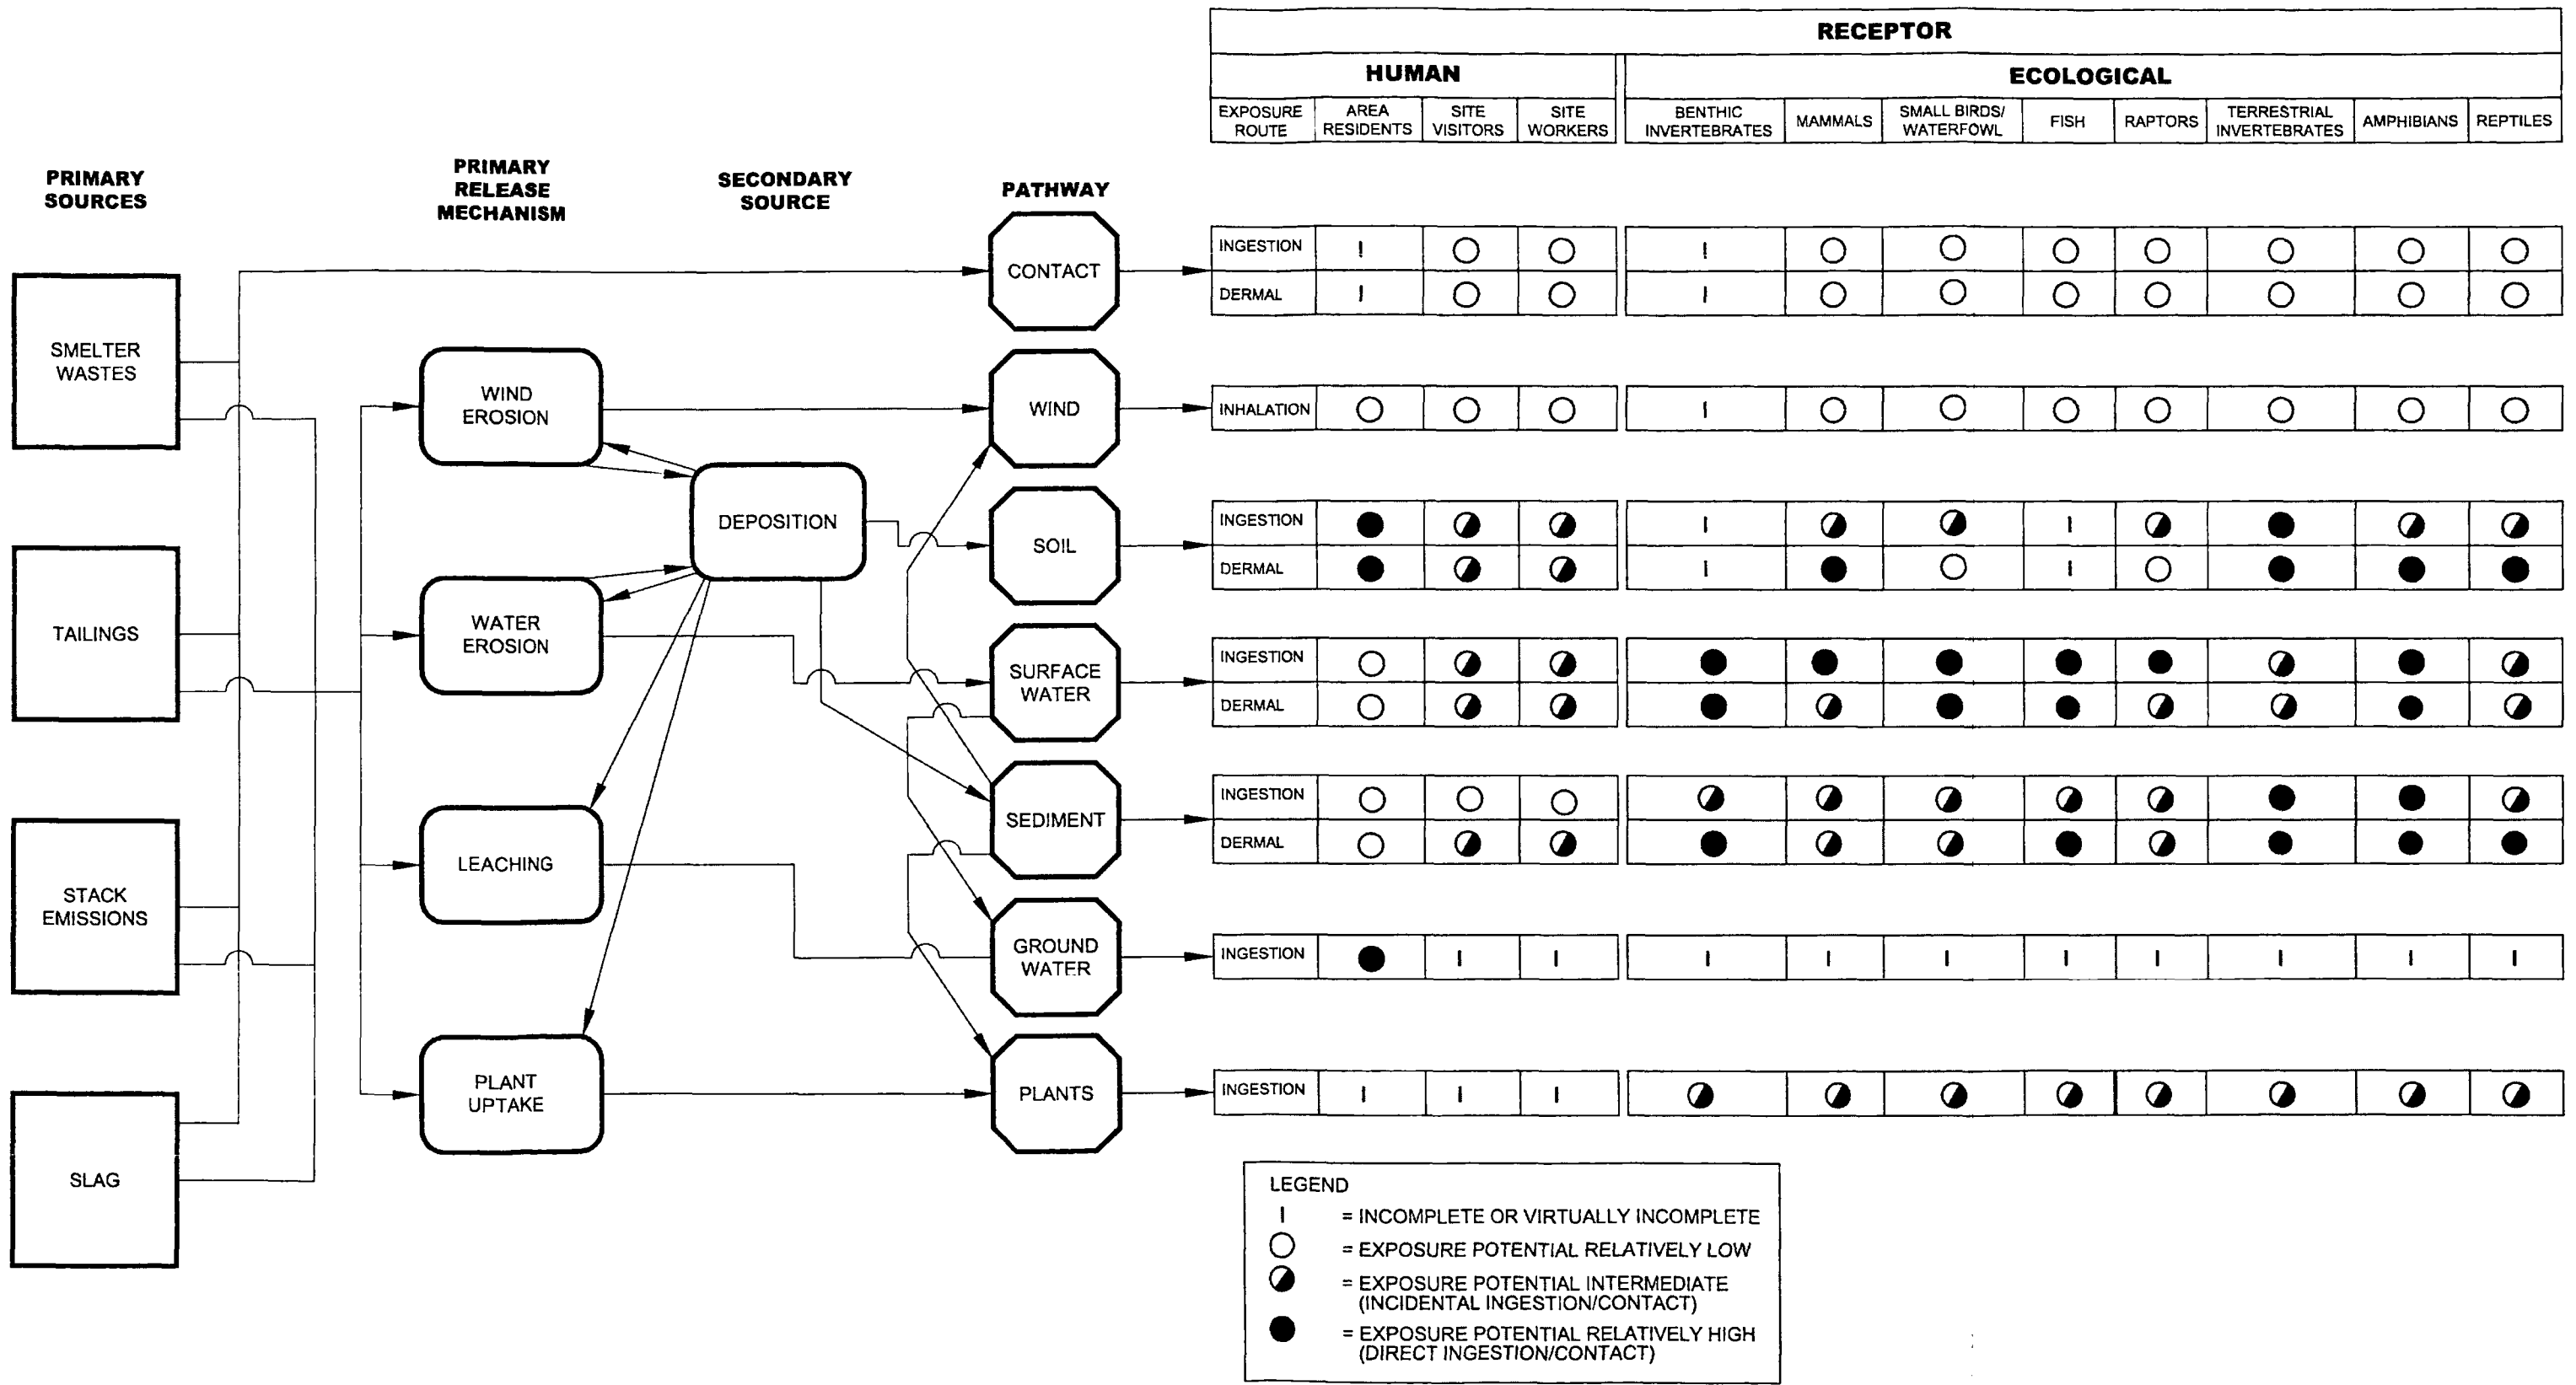 RECEPTOR
HUMAN
ECOLOGICAL
EXPOSURE
ROUTE
AREA
RESIDENTS
SITE
VISITORS
SITE
WORKERS
BENTHIC
INVERTEBRATES
MAMMALS
SMALL BIRDS/
WATERFOWL
FISH
RAPTORS
TERRESTRIAL
INVERTEBRATES
AMPHIBIANS
REPTILES
PRIMARY
SOURCES
PRIMARY
RELEASE
MECHANISM
SECONDARY
SOURCE
PATHWAY
SMELTER
WASTES
TAILINGS
STACK
EMISSIONS
SLAG
WIND
EROSION
WATER
EROSION
LEACHING
PLANT
UPTAKE
DEPOSITION
CONTACT
WIND
SOIL
SURFACE
WATER
SEDIMENT
GROUND
WATER
PLANTS
INGESTION I I
DERMAL I I
INHALATION I
INGESTION I I
DERMAL I I
INGESTION
DERMAL
INGESTION
DERMAL
INGESTION I I I I I I I I I I
INGESTION I I I
LEGEND
I = INCOMPLETE OR VIRTUALLY INCOMPLETE
= EXPOSURE POTENTIAL RELATIVELY LOW
= EXPOSURE POTENTIAL INTERMEDIATE
(INCIDENTAL INGESTION/CONTACT)
= EXPOSURE POTENTIAL RELATIVELY HIGH
(DIRECT INGESTION/CONTACT)